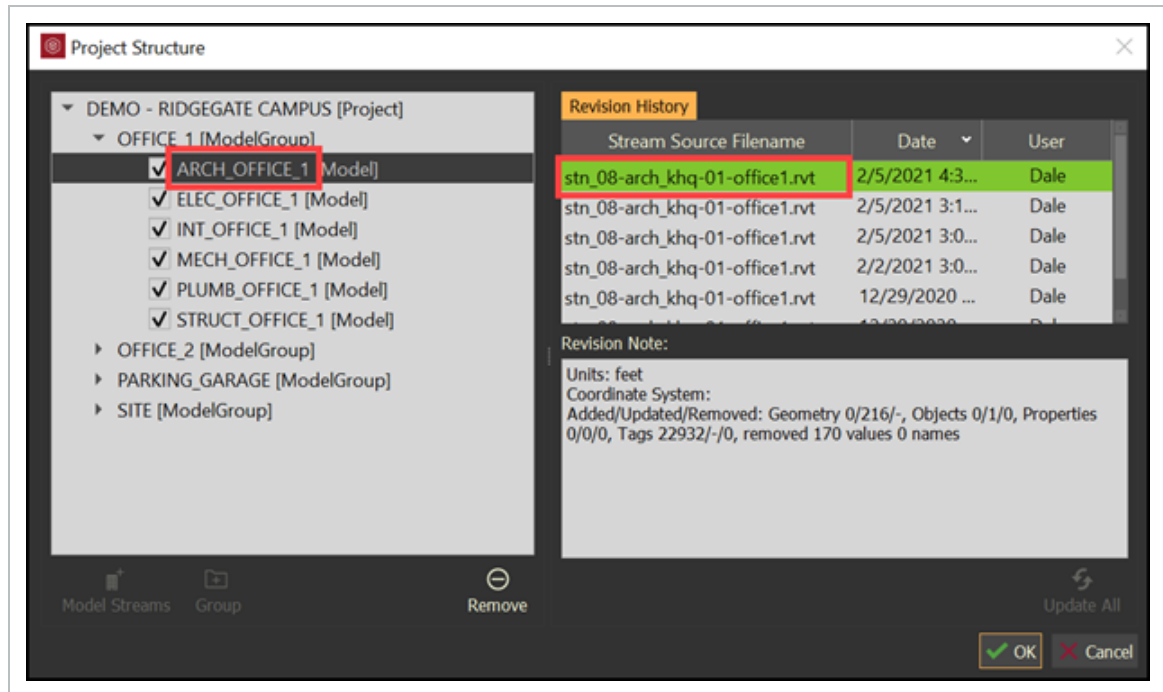 Project Structure
DEMO - RIDGEGATE CAMPUS [Project]
OFFICE_1 [ModelGroup]
ARCH_OFFICE_1 [Model]
ELEC_OFFICE_1 [Model]
INT_OFFICE_1 [Model]
MECH_OFFICE_1 [Model]
PLUMB_OFFICE_1 [Model]
STRUCT_OFFICE_1 [Model]
OFFICE_2 [ModelGroup]
PARKING_GARAGE [ModelGroup]
SITE [ModelGroup]
Model Streams Group Remove
Revision History
Stream Source Filename Date User
stn_08-arch_khq-01-office1.rvt 2/5/2021 4:3... Dale
stn_08-arch_khq-01-office1.rvt 2/5/2021 3:1... Dale
stn_08-arch_khq-01-office1.rvt 2/5/2021 3:0... Dale
stn_08-arch_khq-01-office1.rvt 2/2/2021 3:0... Dale
stn_08-arch_khq-01-office1.rvt 12/29/2020 ... Dale
Revision Note:
Units: feet
Coordinate System:
Added/Updated/Removed: Geometry 0/216/-, Objects 0/1/0, Properties
0/0/0, Tags 22932/-/0, removed 170 values 0 names
Update All
OK Cancel